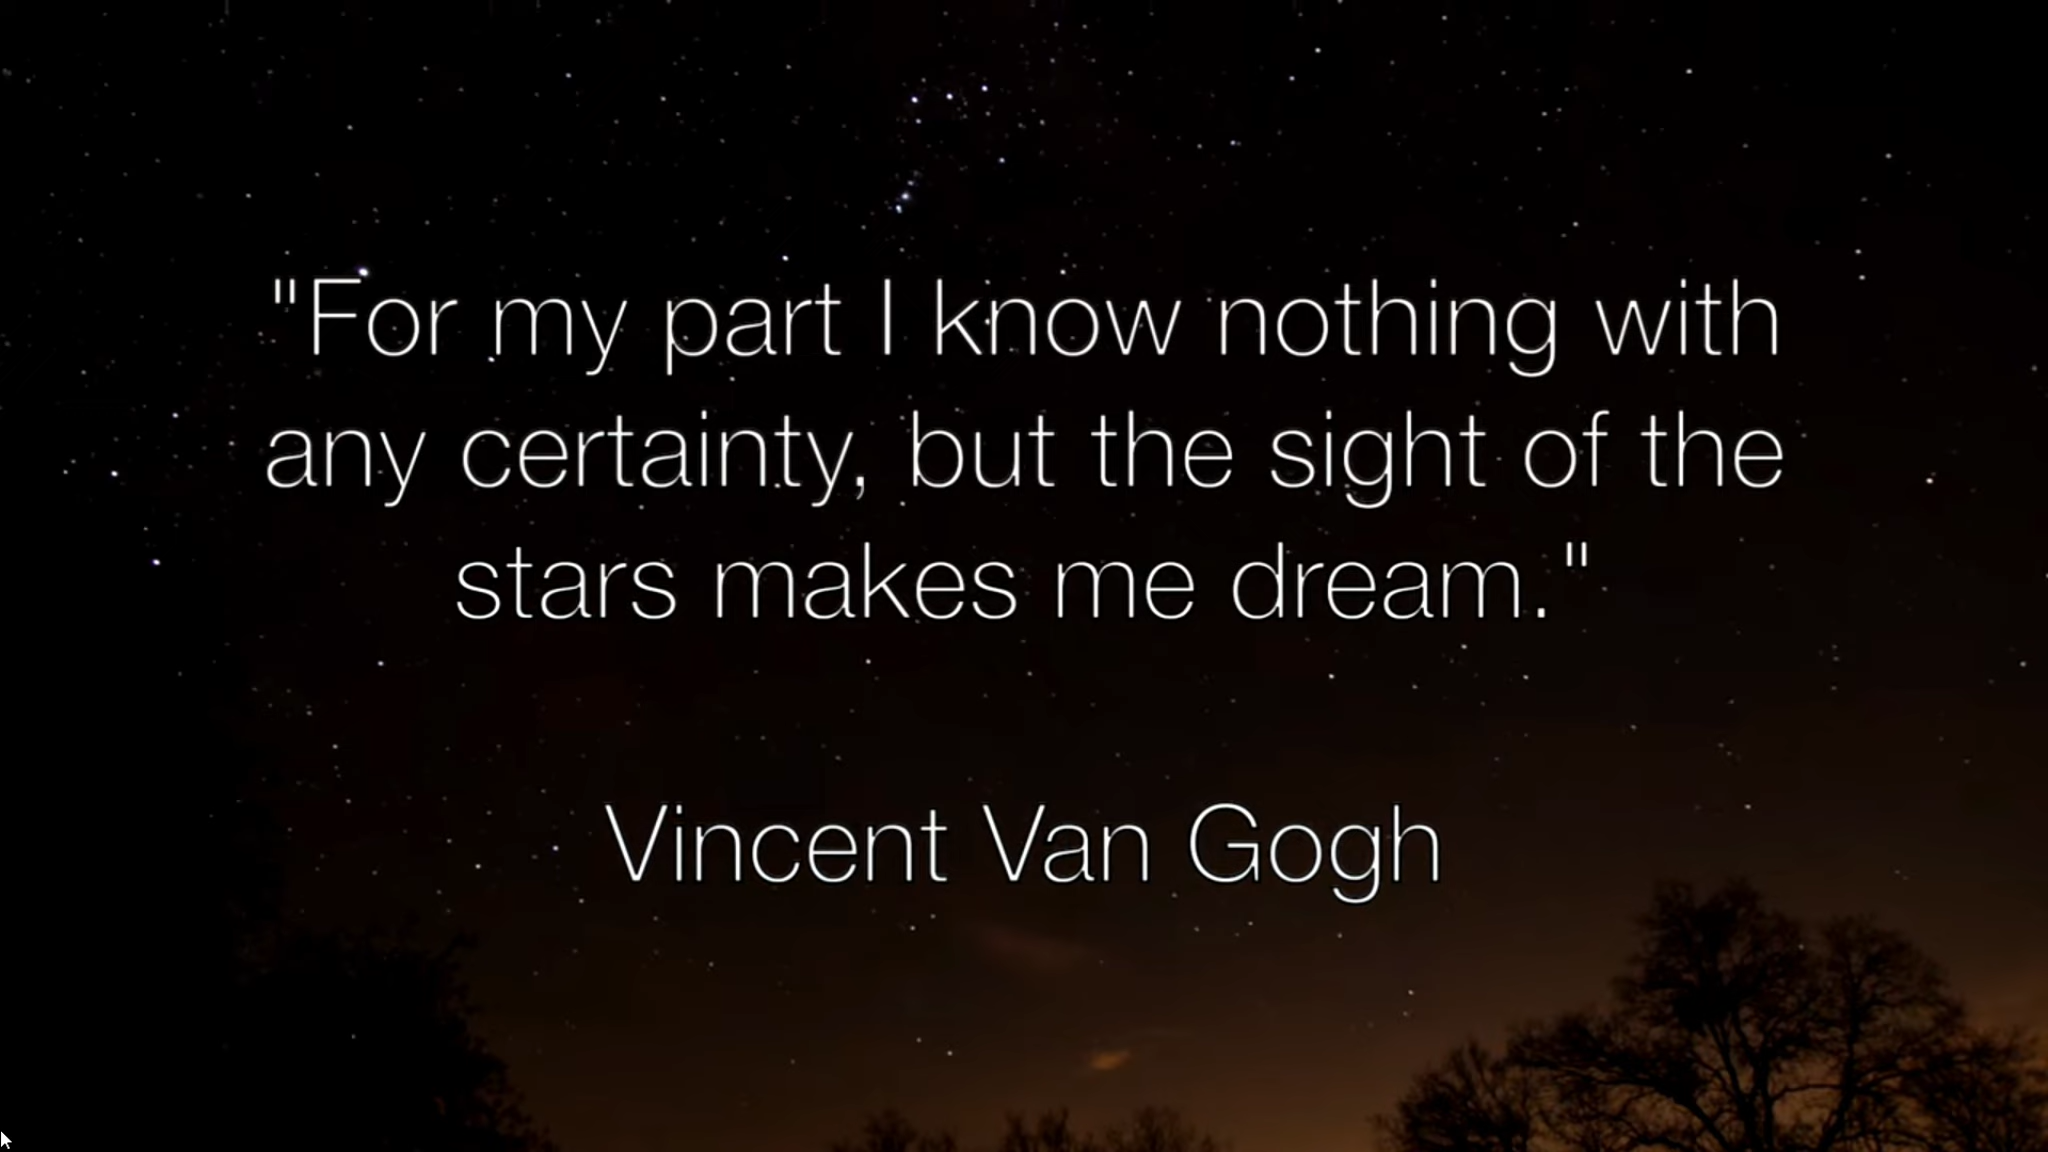 "For my part I know nothing with
any certainty, but the sight of the
stars makes me dream."
Vincent Van Gogh